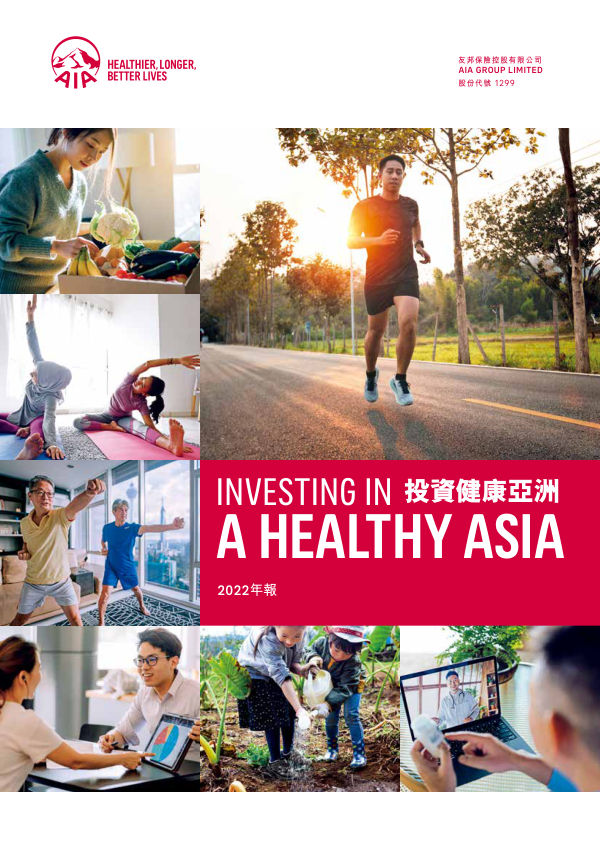 AIA
HEALTHIER, LONGER,
BETTER LIVES
友邦保險控股有限公司
AIA GROUP LIMITED
股份代號 1299
INVESTING IN 投資健康亞洲
A HEALTHY ASIA
2022年報